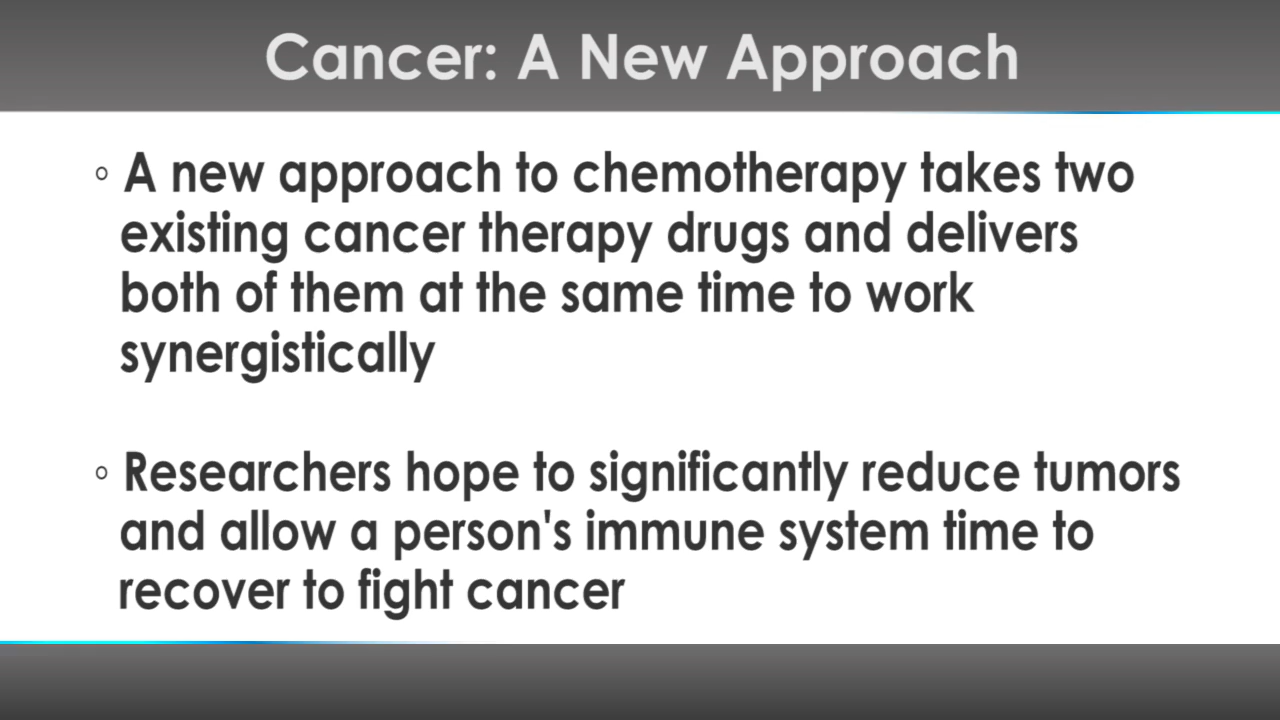 Cancer: A New Approach
◦ A new approach to chemotherapy takes two
existing cancer therapy drugs and delivers
both of them at the same time to work
synergistically
◦ Researchers hope to significantly reduce tumors
and allow a person's immune system time to
recover to fight cancer